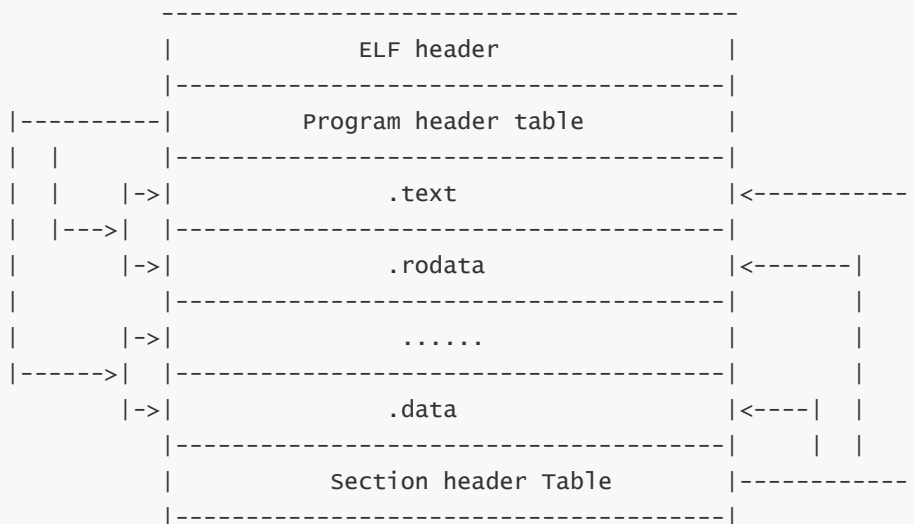 ELF header
Program header table
.text
.rodata
......
.data
Section header Table